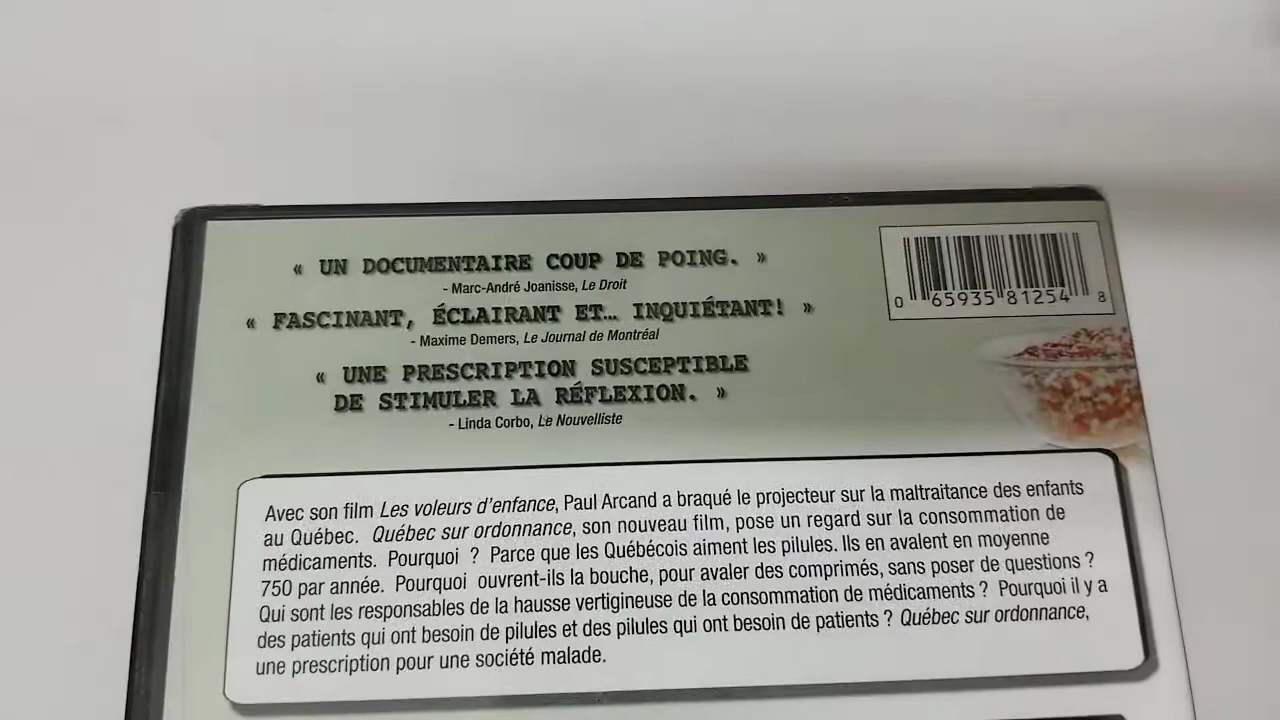 « UN DOCUMENTAIRE COUP DE POING. »
- Marc-André Joanisse, Le Droit
« FASCINANT, ÉCLAIRANT ET... INQUIÉTANT! »
- Maxime Demers, Le Journal de Montréal
« UNE PRESCRIPTION SUSCEPTIBLE
DE STIMULER LA RÉFLEXION. »
- Linda Corbo, Le Nouvelliste
0 65935 81254 8
Avec son film Les voleurs d'enfance, Paul Arcand a braqué le projecteur sur la maltraitance des enfants
au Québec. Québec sur ordonnance, son nouveau film, pose un regard sur la consommation de
médicaments. Pourquoi ? Parce que les Québécois aiment les pilules. Ils en avalent en moyenne
750 par année. Pourquoi ouvrent-ils la bouche, pour avaler des comprimés, sans poser de questions ?
Qui sont les responsables de la hausse vertigineuse de la consommation de médicaments ? Pourquoi il y a
des patients qui ont besoin de pilules et des pilules qui ont besoin de patients ? Québec sur ordonnance,
une prescription pour une société malade.